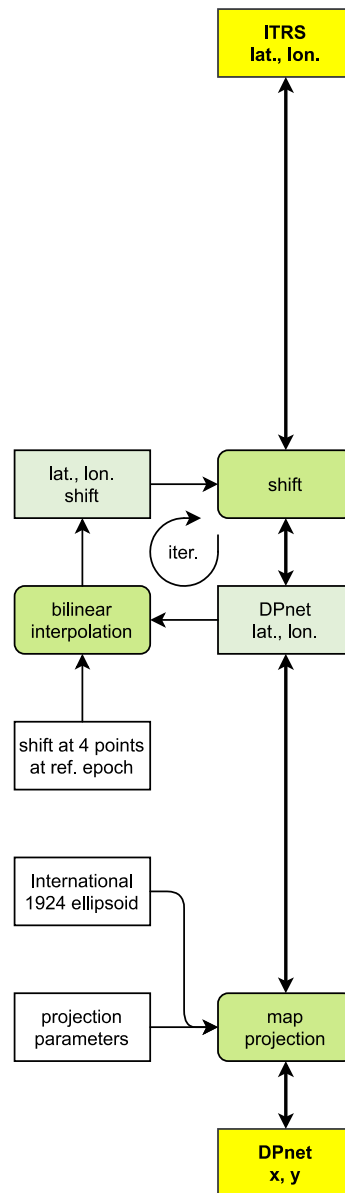 ITRS
lat., lon.
lat., lon.
shift
shift
iter.
bilinear
interpolation
DPnet
lat., lon.
shift at 4 points
at ref. epoch
International
1924 ellipsoid
projection
parameters
map
projection
DPnet
x, y